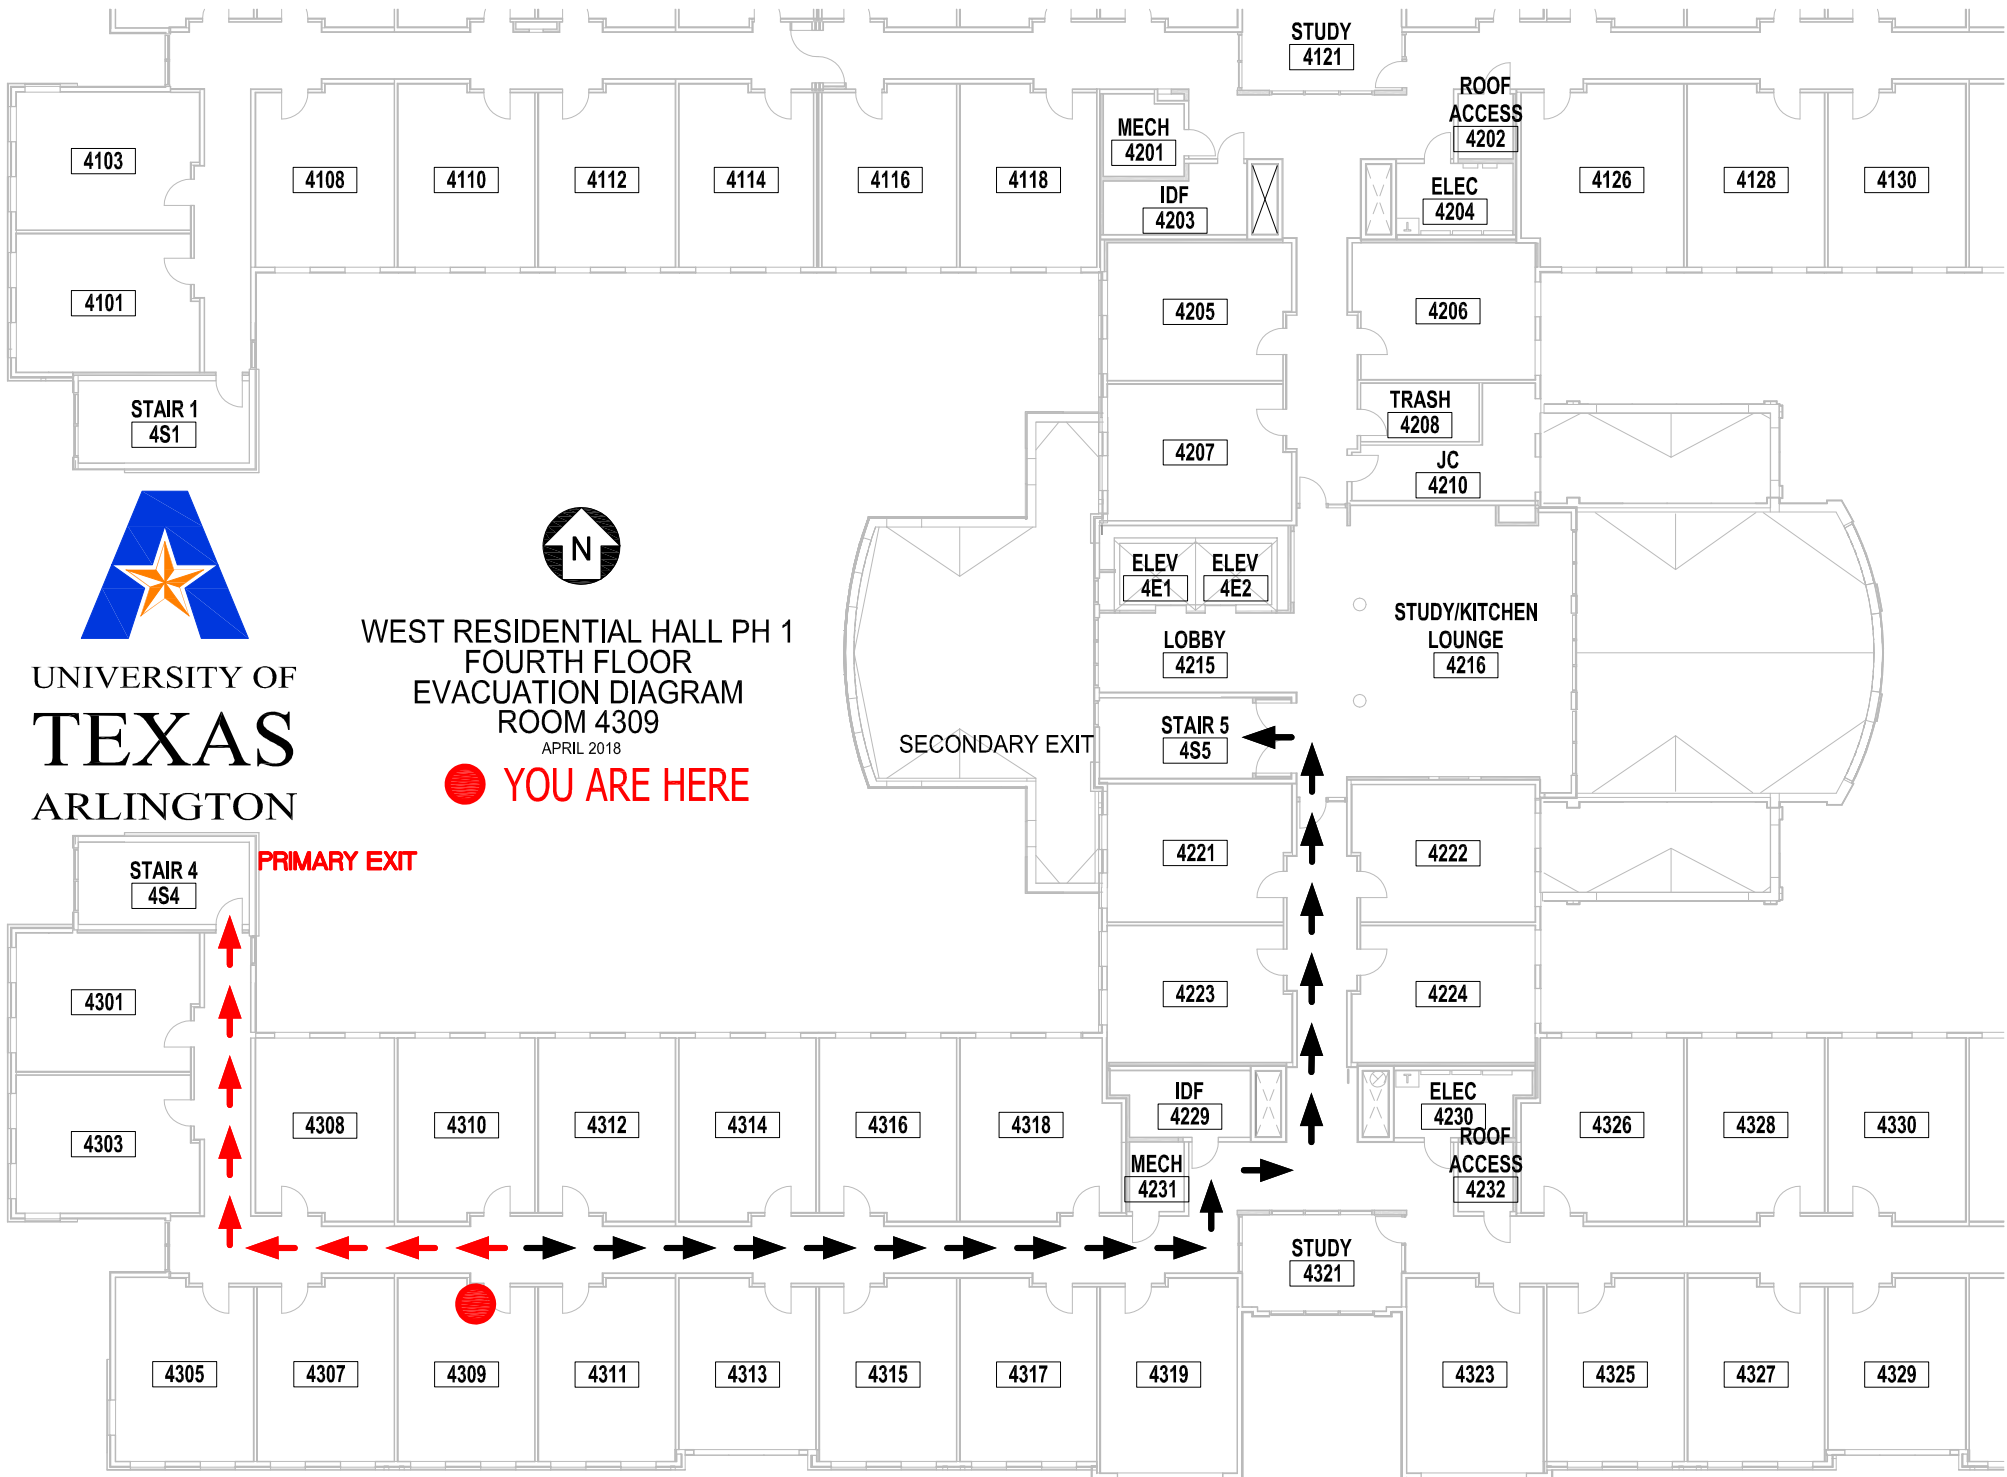 STUDY
4121
ROOF
ACCESS
4202
MECH
4201
4103
4108
4110
4112
4114
4116
4118
IDF
4203
ELEC
4204
4126
4128
4130
4101
4205
4206
STAIR 1
4S1
TRASH
4208
4207
JC
4210
N
ELEV
4E1
ELEV
4E2
STUDY/KITCHEN
LOUNGE
4216
LOBBY
4215
UNIVERSITY OF
TEXAS
ARLINGTON
WEST RESIDENTIAL HALL PH 1
FOURTH FLOOR
EVACUATION DIAGRAM
ROOM 4309
APRIL 2018
YOU ARE HERE
SECONDARY EXIT
STAIR 5
4S5
PRIMARY EXIT
STAIR 4
4S4
4221
4222
4301
4223
4224
4303
4308
4310
4312
4314
4316
4318
IDF
4229
ELEC
4230
ROOF
ACCESS
4232
4326
4328
4330
MECH
4231
STUDY
4321
4305
4307
4309
4311
4313
4315
4317
4319
4323
4325
4327
4329